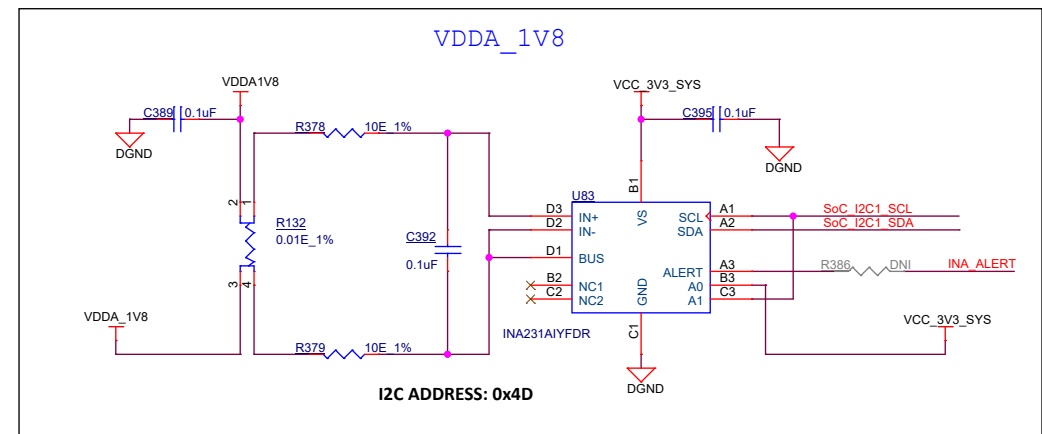 VDDA_1V8
VDDA1V8
VCC_3V3_SYS
C389 0.1uF
C395 0.1uF
DGND
DGND
R378 10E_1%
B1
U83
2 1
D3 IN+ VS SCL A1 SoC_I2C1_SCL
D2 IN- SDA A2 SoC_I2C1_SDA
R132
0.01E_1%
C392
0.1uF
D1 BUS
ALERT A3 R386 DNI INA_ALERT
B2 NC1 A0 B3
C2 NC2 GND A1 C3
3 4
VDDA_1V8
VCC_3V3_SYS
C1
INA231AIYFDR
R379 10E_1%
DGND
I2C ADDRESS: 0x4D